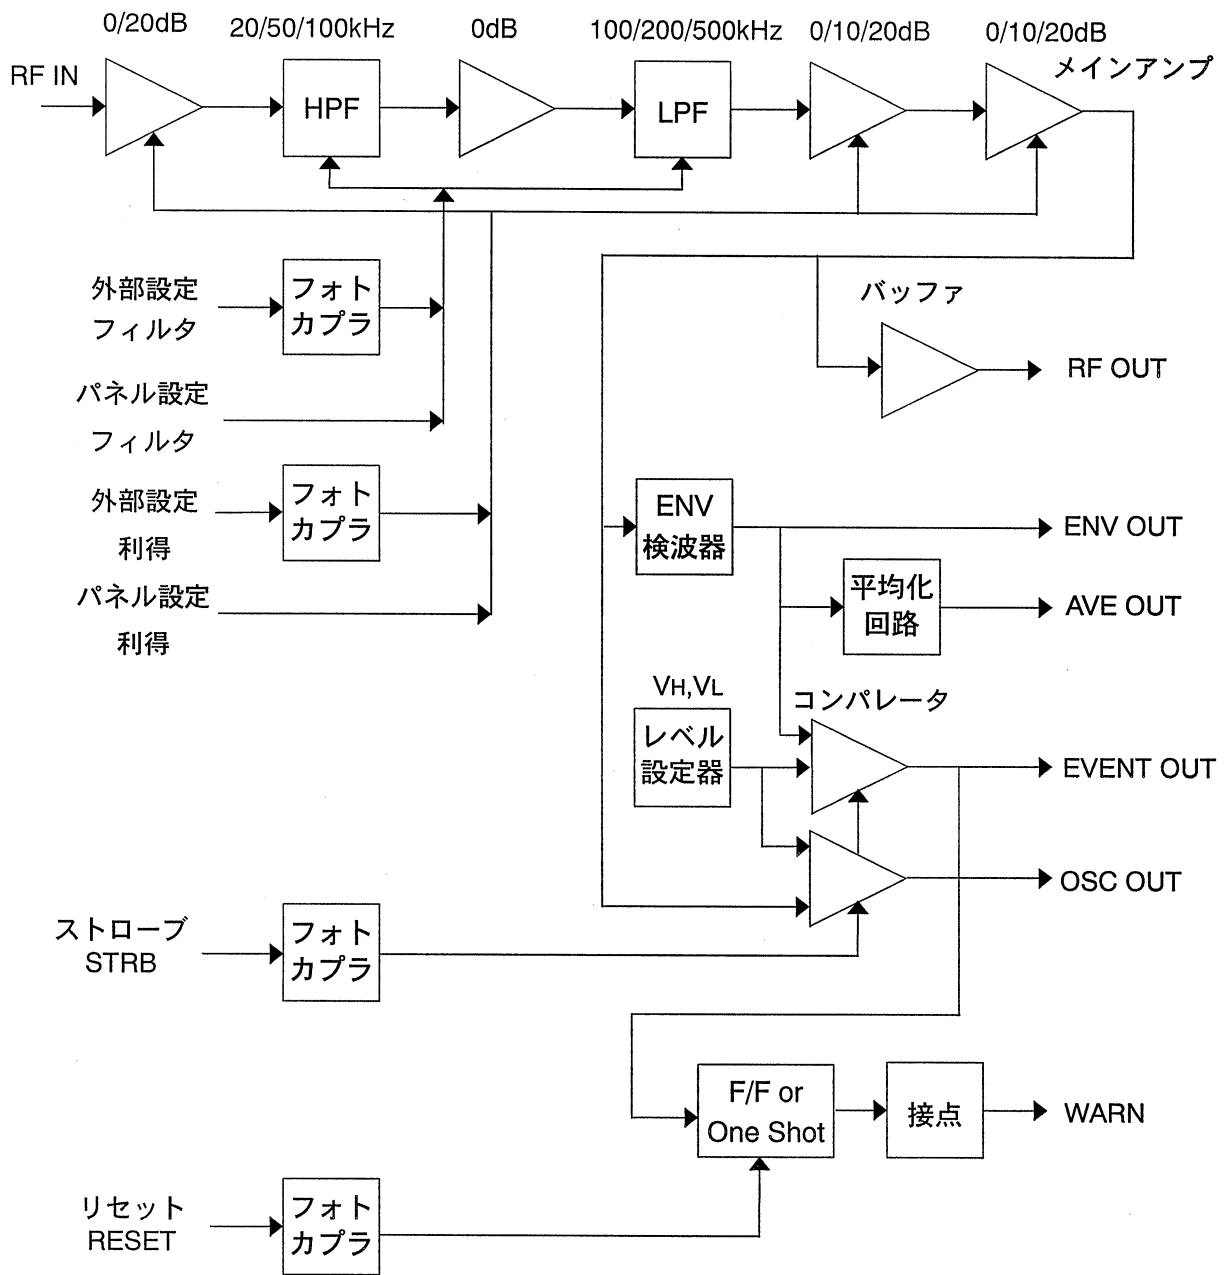 0/20dB
20/50/100kHz
0dB
100/200/500kHz
0/10/20dB
0/10/20dB
メインアンプ
RF IN
HPF
LPF
外部設定
フィルタ
フォト
カプラ
バッファ
RF OUT
パネル設定
フィルタ
外部設定
利得
フォト
カプラ
ENV
検波器
ENV OUT
平均化
回路
AVE OUT
パネル設定
利得
VH,VL
レベル
設定器
コンパレータ
EVENT OUT
OSC OUT
ストローブ
STRB
フォト
カプラ
F/F or
One Shot
接点
WARN
リセット
RESET
フォト
カプラ